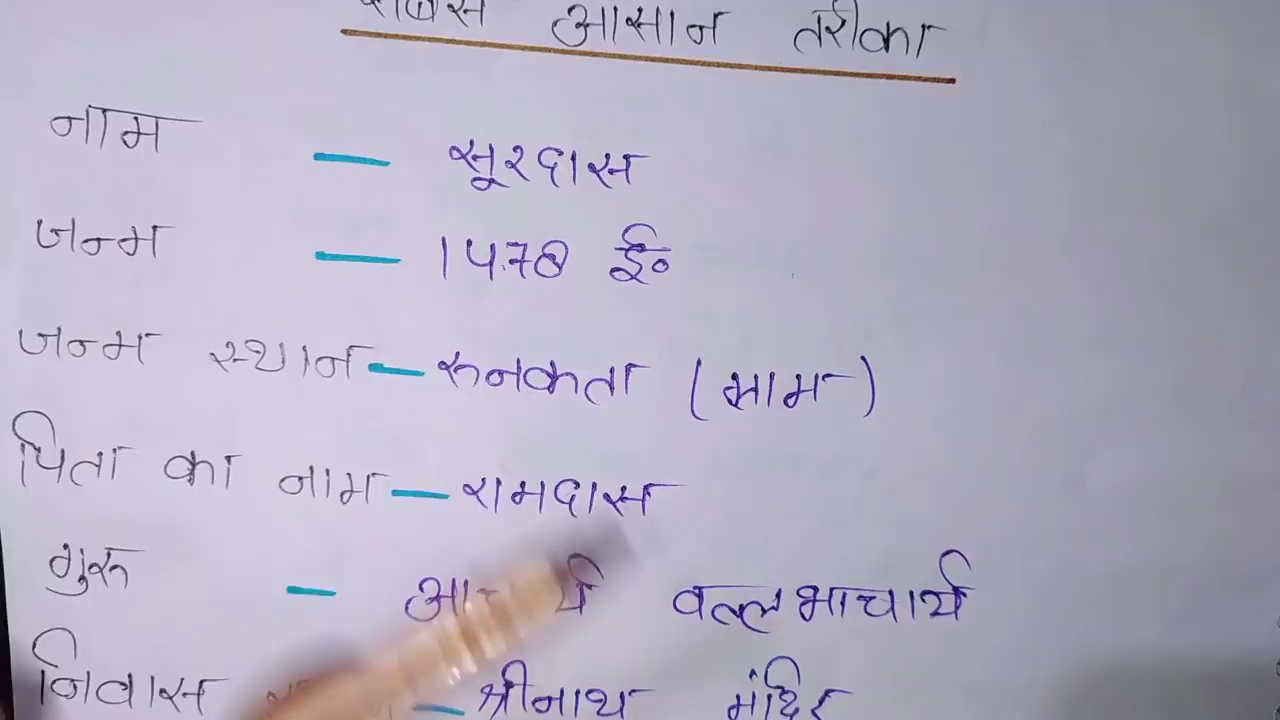 आसान तरीका
नाम — सूरदास
जन्म — 1478 ई०
जन्म स्थान — रुनकता (ग्राम)
पिता का नाम — रामदास
गुरु — वल्लभाचार्य
निवास — श्रीनाथ मंदिर